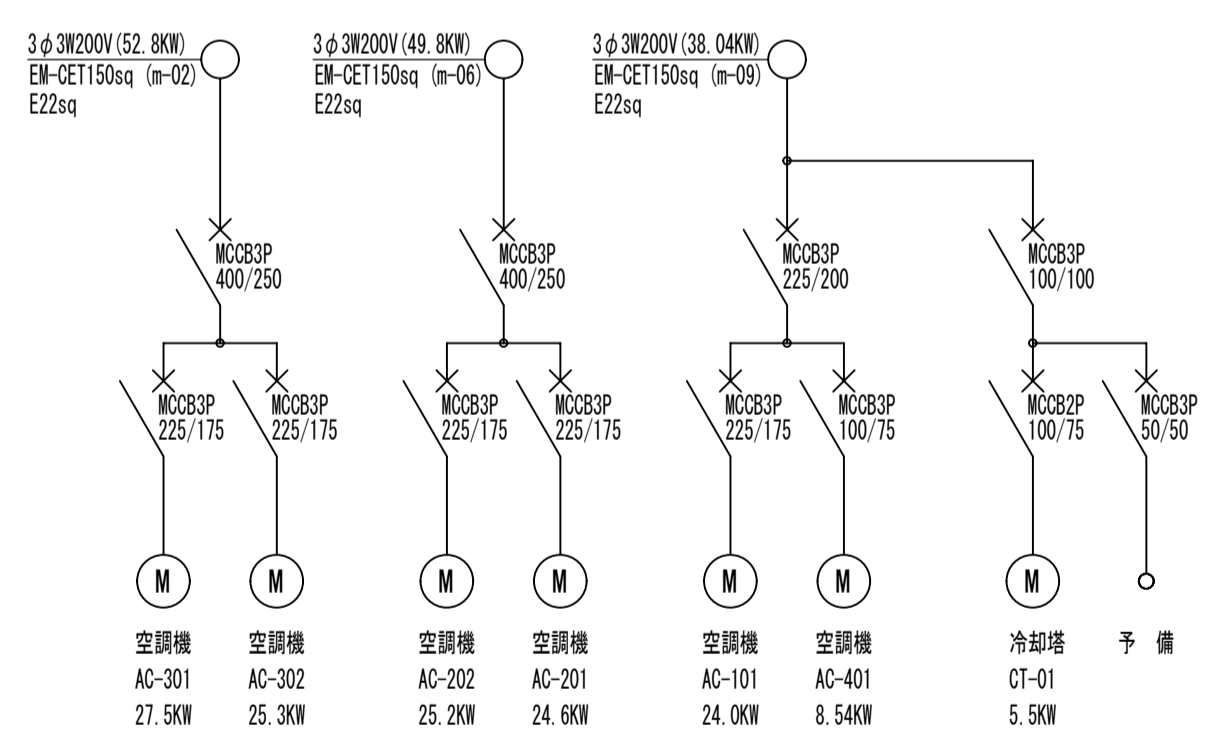 3φ3W200V(52.8KW)
EM-CET150sq (m-02)
E22sq
3φ3W200V(49.8KW)
EM-CET150sq (m-06)
E22sq
3φ3W200V(38.04KW)
EM-CET150sq (m-09)
E22sq
MCCB3P
400/250
MCCB3P
400/250
MCCB3P
225/200
MCCB3P
100/100
MCCB3P
225/175
MCCB3P
225/175
MCCB3P
225/175
MCCB3P
225/175
MCCB3P
225/175
MCCB3P
100/75
MCCB2P
100/75
MCCB3P
50/50
M
M
M
M
M
M
M
空調機
AC-301
27.5KW
空調機
AC-302
25.3KW
空調機
AC-202
25.2KW
空調機
AC-201
24.6KW
空調機
AC-101
24.0KW
空調機
AC-401
8.54KW
冷却塔
CT-01
5.5KW
予 備